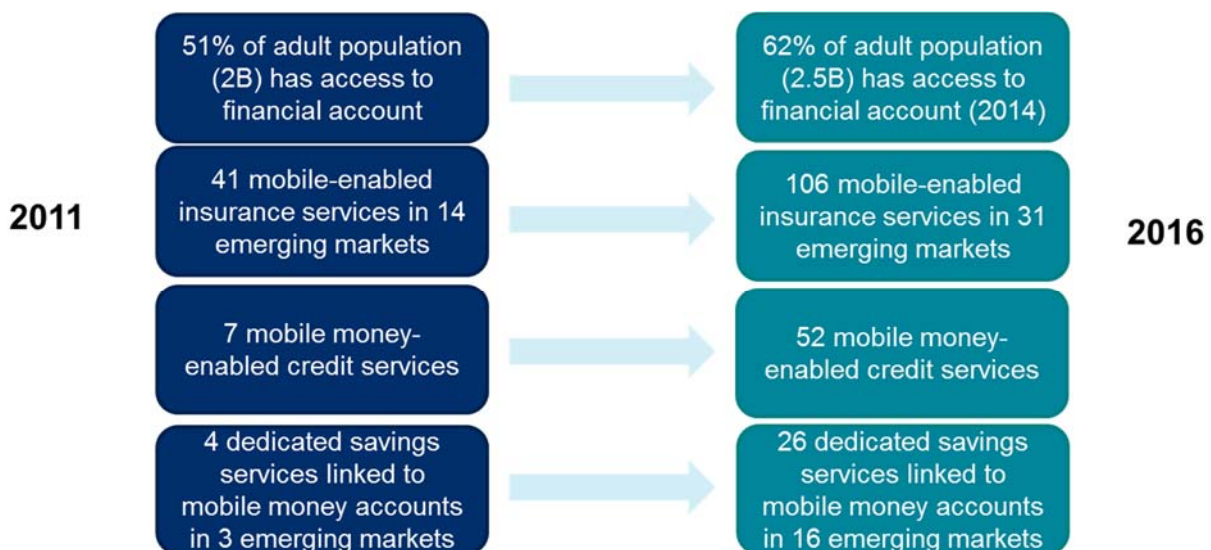 2011
51% of adult population
(2B) has access to
financial account
62% of adult population
(2.5B) has access to
financial account (2014)
41 mobile-enabled
insurance services in 14
emerging markets
106 mobile-enabled
insurance services in 31
emerging markets
7 mobile money-
enabled credit services
52 mobile money-
enabled credit services
4 dedicated savings
services linked to
mobile money accounts
in 3 emerging markets
26 dedicated savings
services linked to
mobile money accounts
in 16 emerging markets
2016